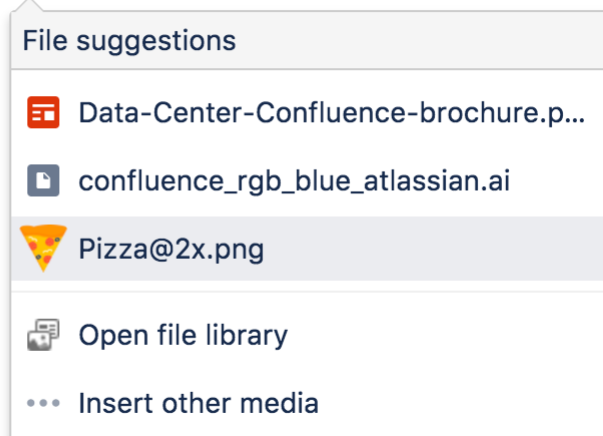 File suggestions
Data-Center-Confluence-brochure.p...
confluence_rgb_blue_atlassian.ai
Pizza@2x.png
Open file library
Insert other media